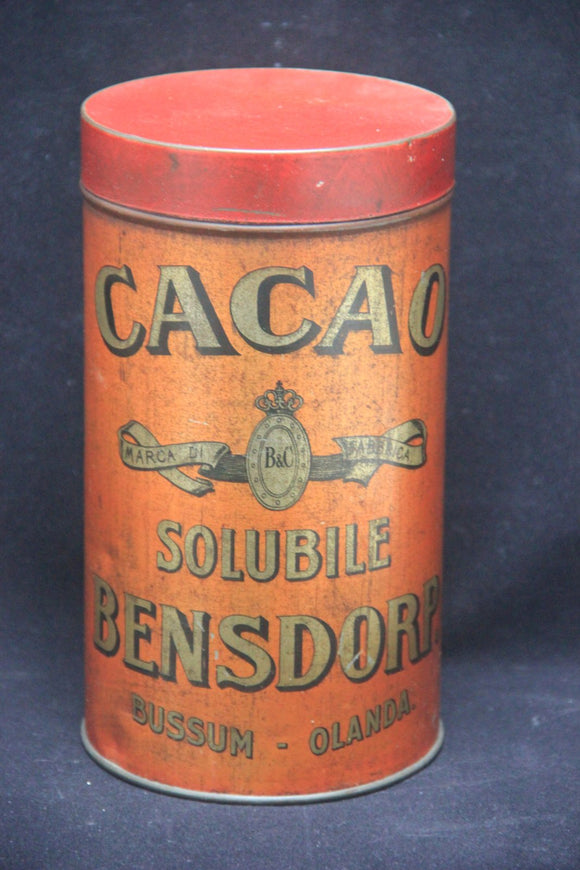 CACAO
MARCA DI B&C FABBRICA
SOLUBILE
BENSDORP.
BUSSUM - OLANDA.